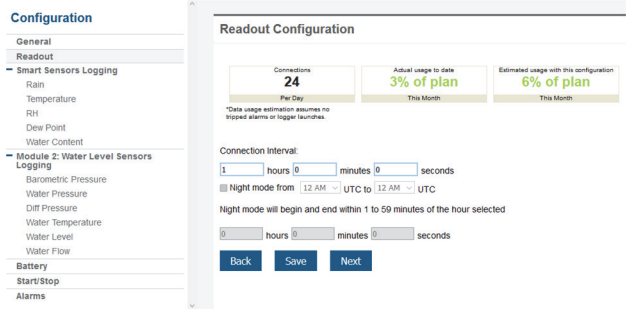 Configuration
General
Readout
Smart Sensors Logging
Rain
Temperature
RH
Dew Point
Water Content
Module 2: Water Level Sensors
Logging
Barometric Pressure
Water Pressure
Diff Pressure
Water Temperature
Water Level
Water Flow
Battery
Start/Stop
Alarms
Readout Configuration
Connections
24
Per Day
Actual usage to date
3% of plan
This Month
Estimated usage with this configuration
6% of plan
This Month
*Data usage estimation assumes no
tripped alarms or logger launches.
Connection Interval:
1 hours 0 minutes 0 seconds
Night mode from 12 AM UTC to 12 AM UTC
Night mode will begin and end within 1 to 59 minutes of the hour selected
0 hours 0 minutes 0 seconds
Back Save Next